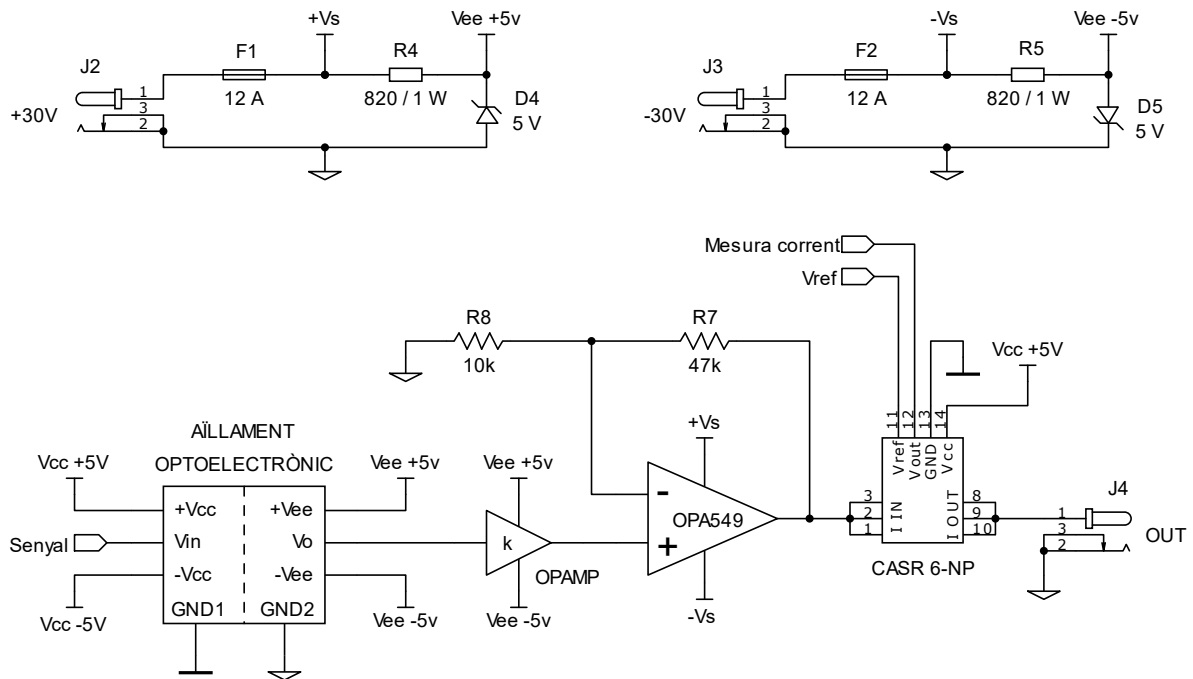 +Vs
Vee +5v
-Vs
Vee -5v
J2
F1
R4
12 A
820 / 1 W
1
3
2
+30V
D4
5 V
J3
F2
R5
12 A
820 / 1 W
1
3
2
-30V
D5
5 V
Mesura corrent
Vref
R8
10k
R7
47k
Vcc +5V
11
12
13
14
Vref
Vout
GND
Vcc
I IN
I OUT
3
2
1
8
9
10
CASR 6-NP
J4
1
3
2
OUT
AÏLLAMENT
OPTOELECTRÒNIC
Vcc +5V
Vee +5v
Vee +5v
+Vs
+Vcc
+Vee
Senyal
Vin
Vo
k
OPAMP
-
+
OPA549
-Vcc
-Vee
GND1
GND2
Vcc -5V
Vee -5v
Vee -5v
-Vs